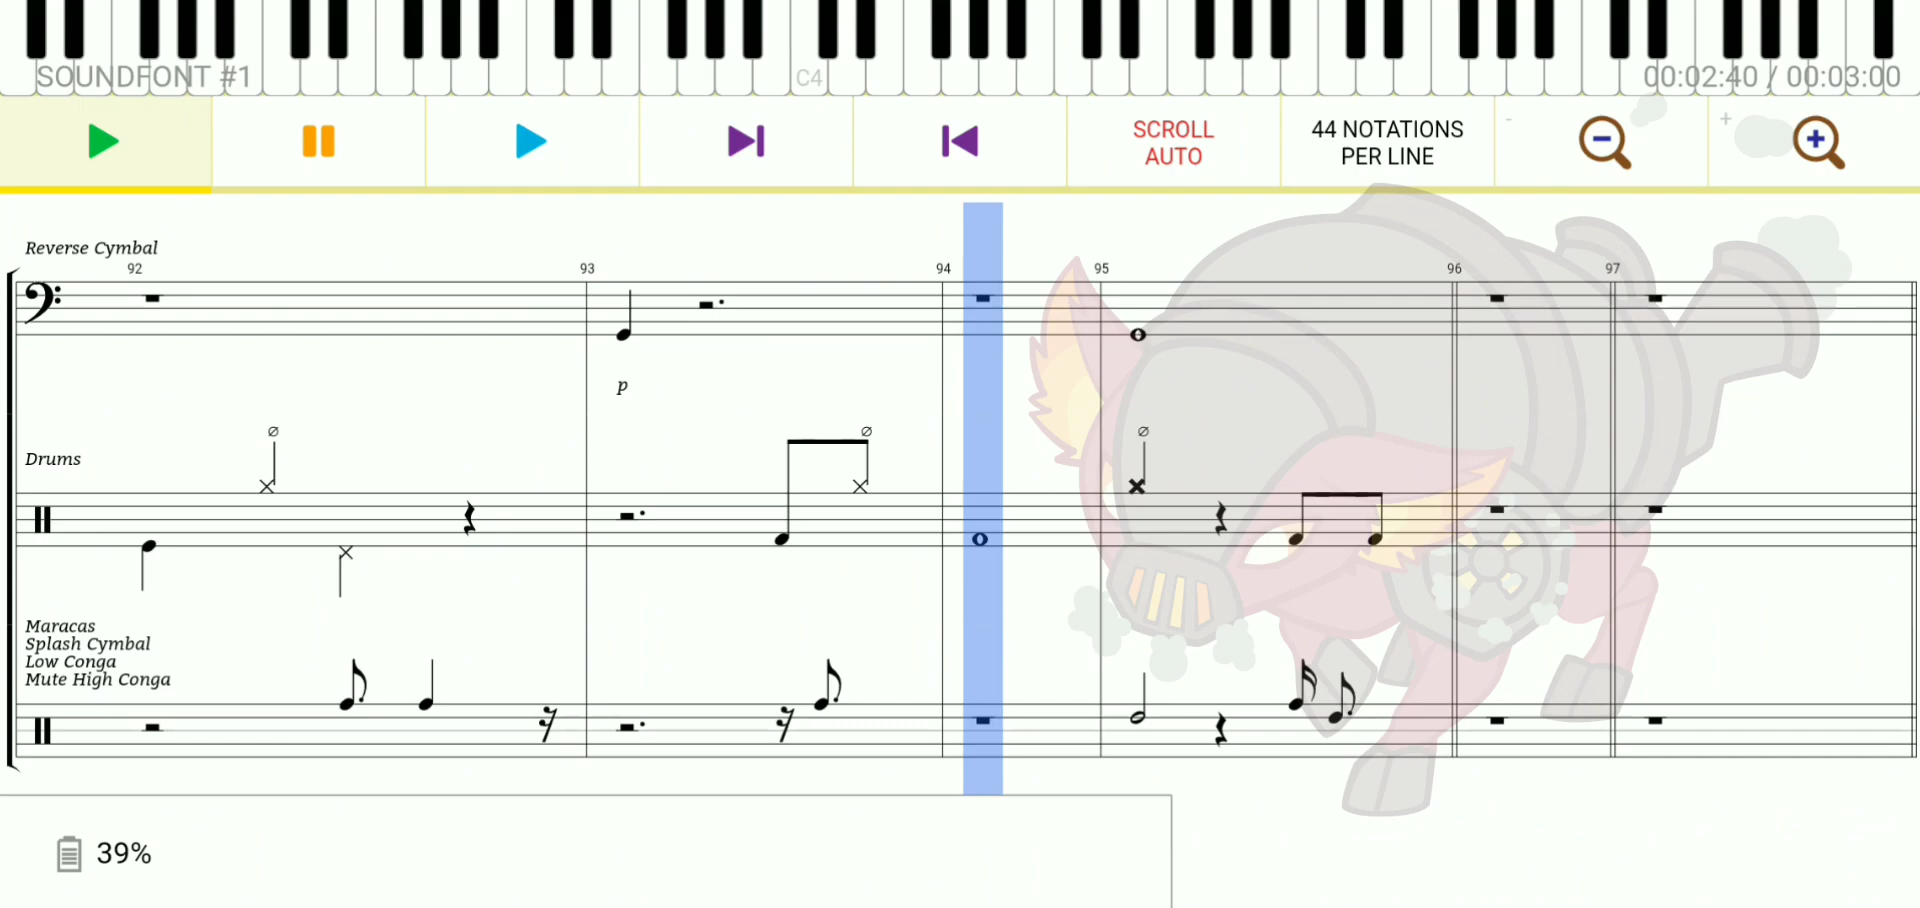 SOUNDFONT #1
C4
00:02:40 / 00:03:00
SCROLL
AUTO
44 NOTATIONS
PER LINE
-
+
Reverse Cymbal
92 93 94 95 96 97
p
Drums
Maracas
Splash Cymbal
Low Conga
Mute High Conga
39%